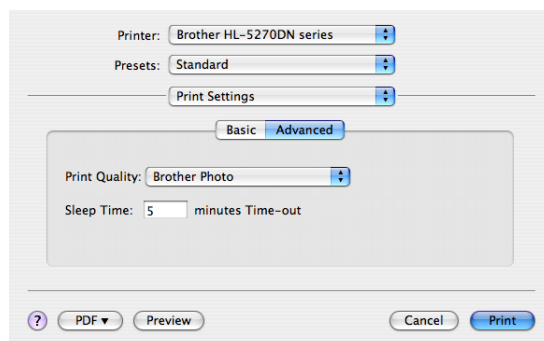 Printer: Brother HL-5270DN series
Presets: Standard
Print Settings
Basic Advanced
Print Quality: Brother Photo
Sleep Time: 5 minutes Time-out
? PDF ▼ Preview Cancel Print